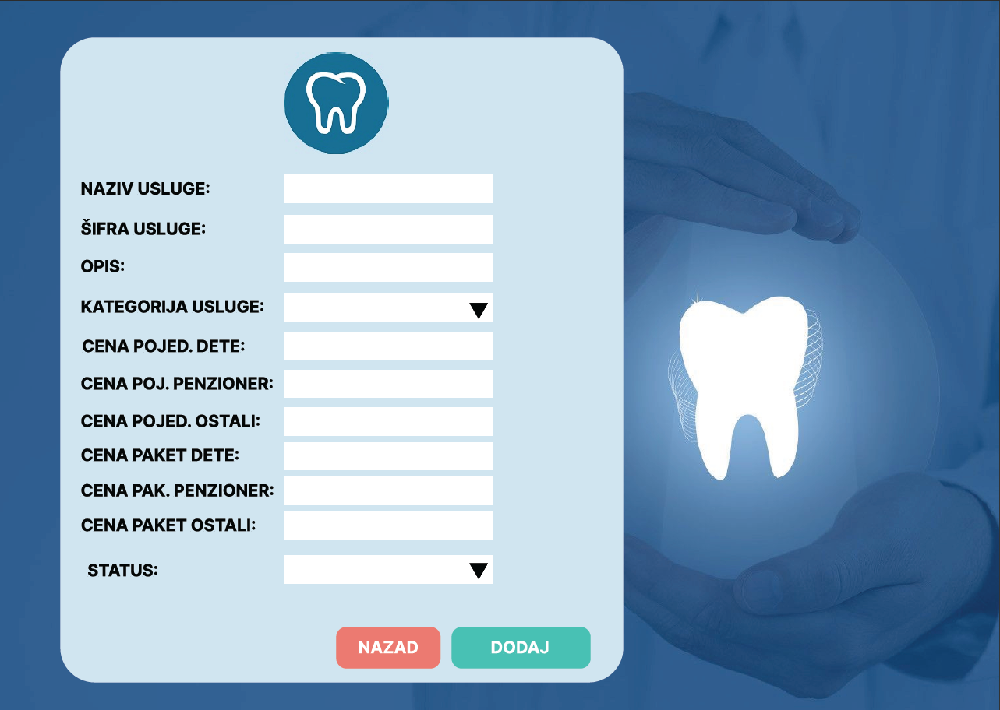 NAZIV USLUGE:
ŠIFRA USLUGE:
OPIS:
KATEGORIJA USLUGE:
CENA POJED. DETE:
CENA POJ. PENZIONER:
CENA POJED. OSTALI:
CENA PAKET DETE:
CENA PAK. PENZIONER:
CENA PAKET OSTALI:
STATUS:
NAZAD DODAJ